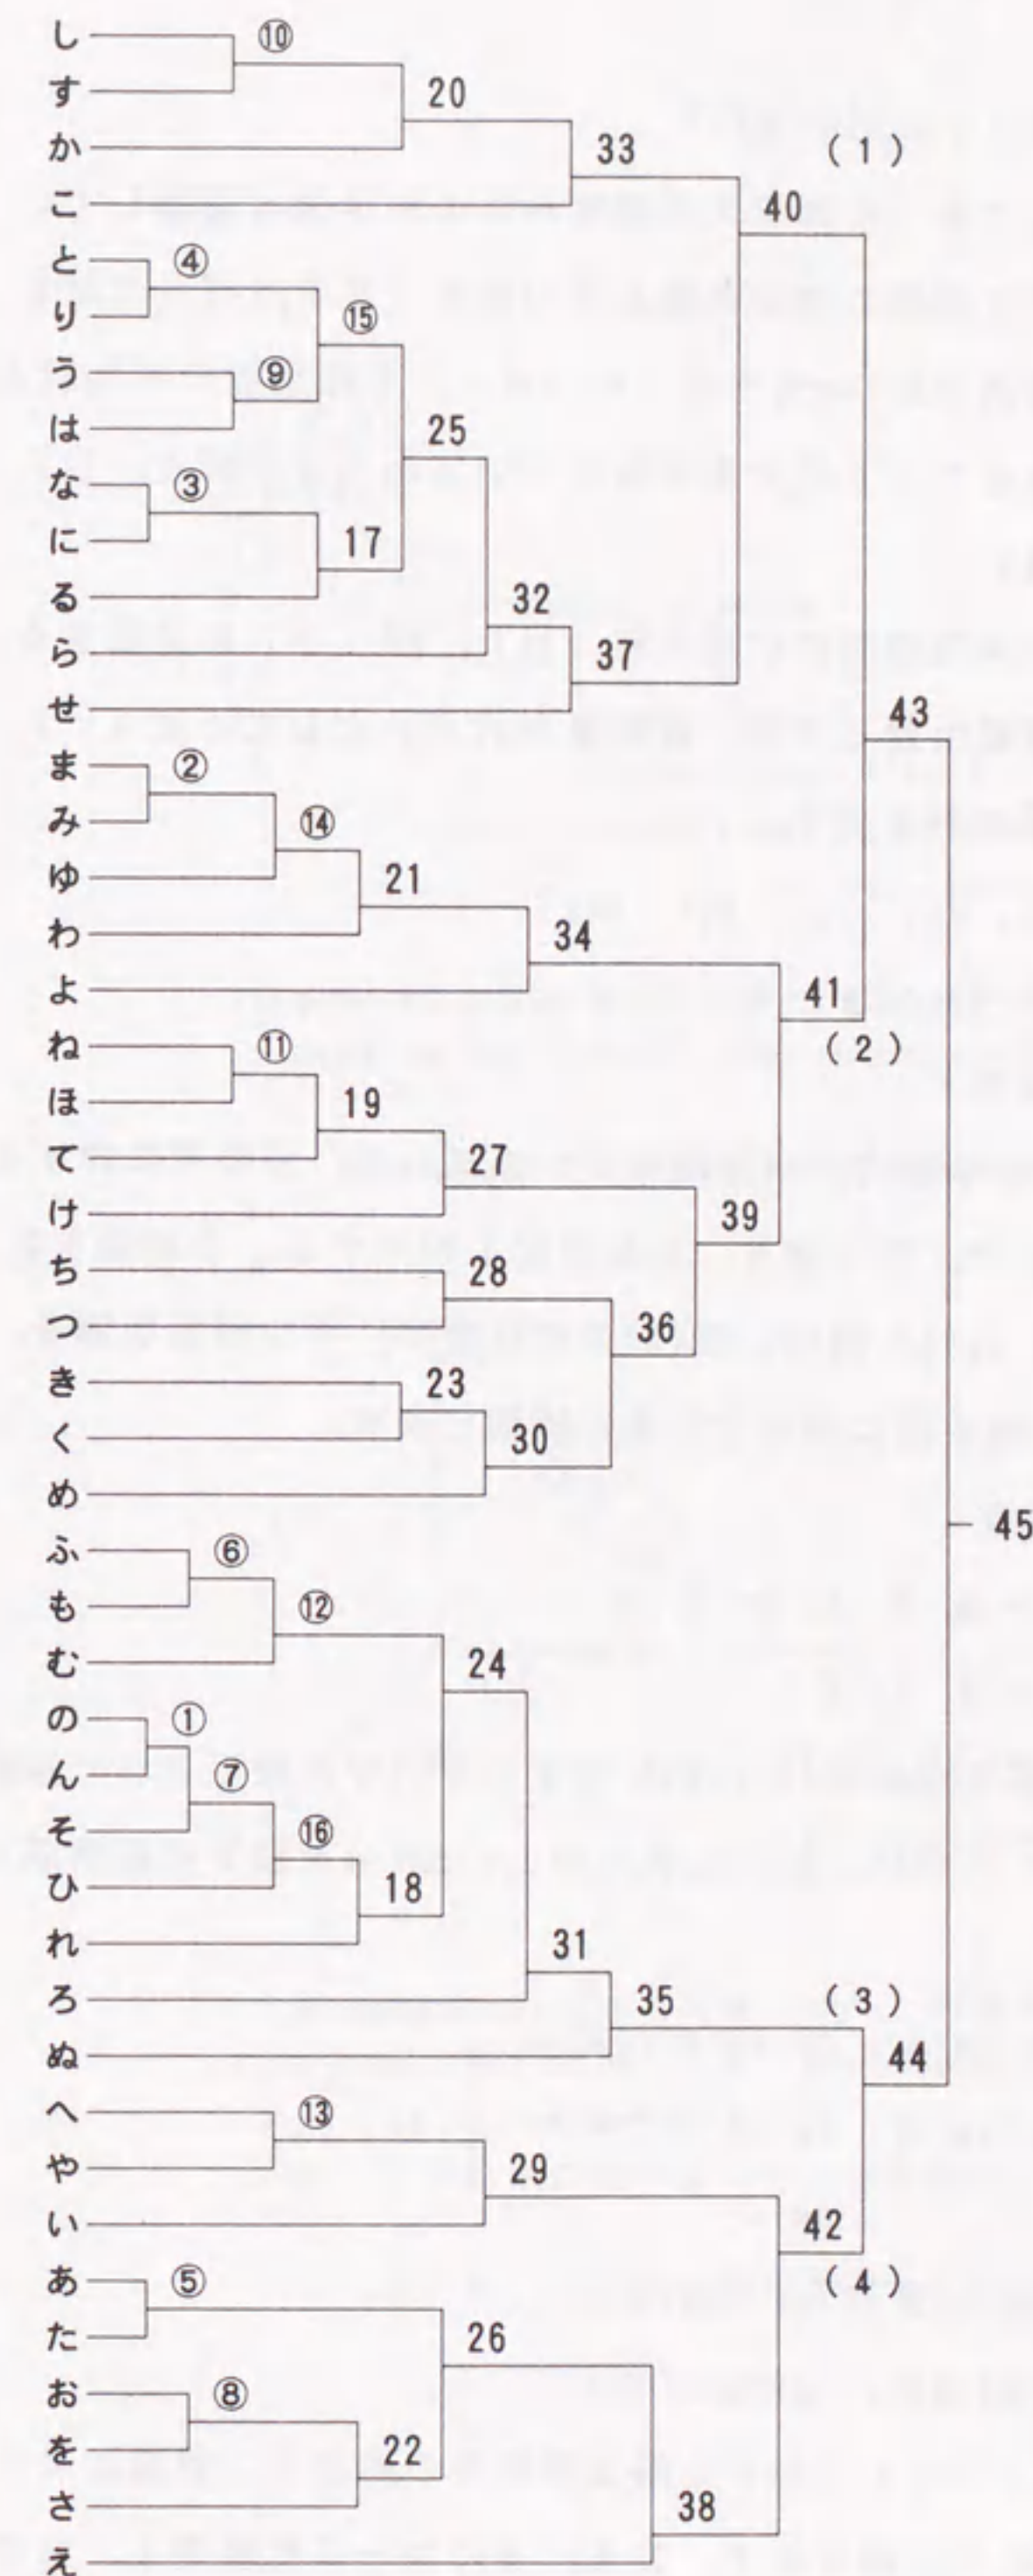 し ⑩
す 20
か 33 (1)
こ 40
と ④
り ⑮
う ⑨
は 25
な ③
に 17
る 32
ら 37
せ 43
ま ②
み ⑭
ゆ 21
わ 34
よ 41
ね ⑪ (2)
ほ 19
て 27
け 39
ち 28
つ 36
き 23
く 30
め
45
ふ ⑥
も ⑫
む 24
の ①
ん ⑦
そ ⑯
ひ 18
れ 31
ろ 35 (3)
ぬ 44
へ ⑬
や 29
い 42
あ ⑤ (4)
た 26
お ⑧
を 22
さ 38
え